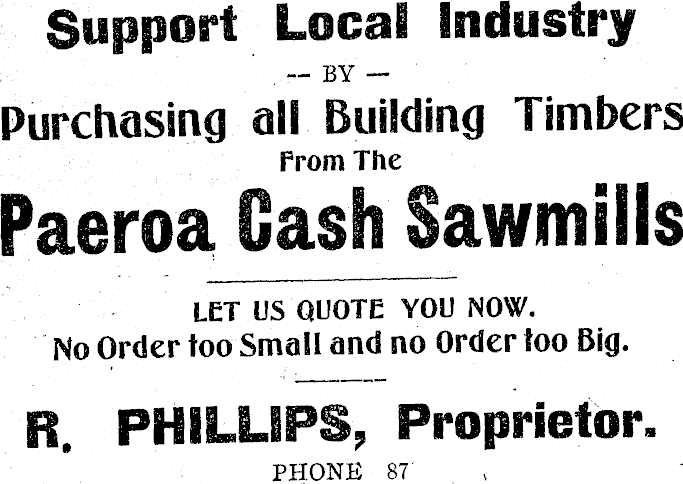 Support Local Industry
-- BY --
Purchasing all Building Timbers
From The
Paeroa Cash Sawmills
LET US QUOTE YOU NOW.
No Order too Small and no Order too Big.
R. PHILLIPS, Proprietor.
PHONE 87